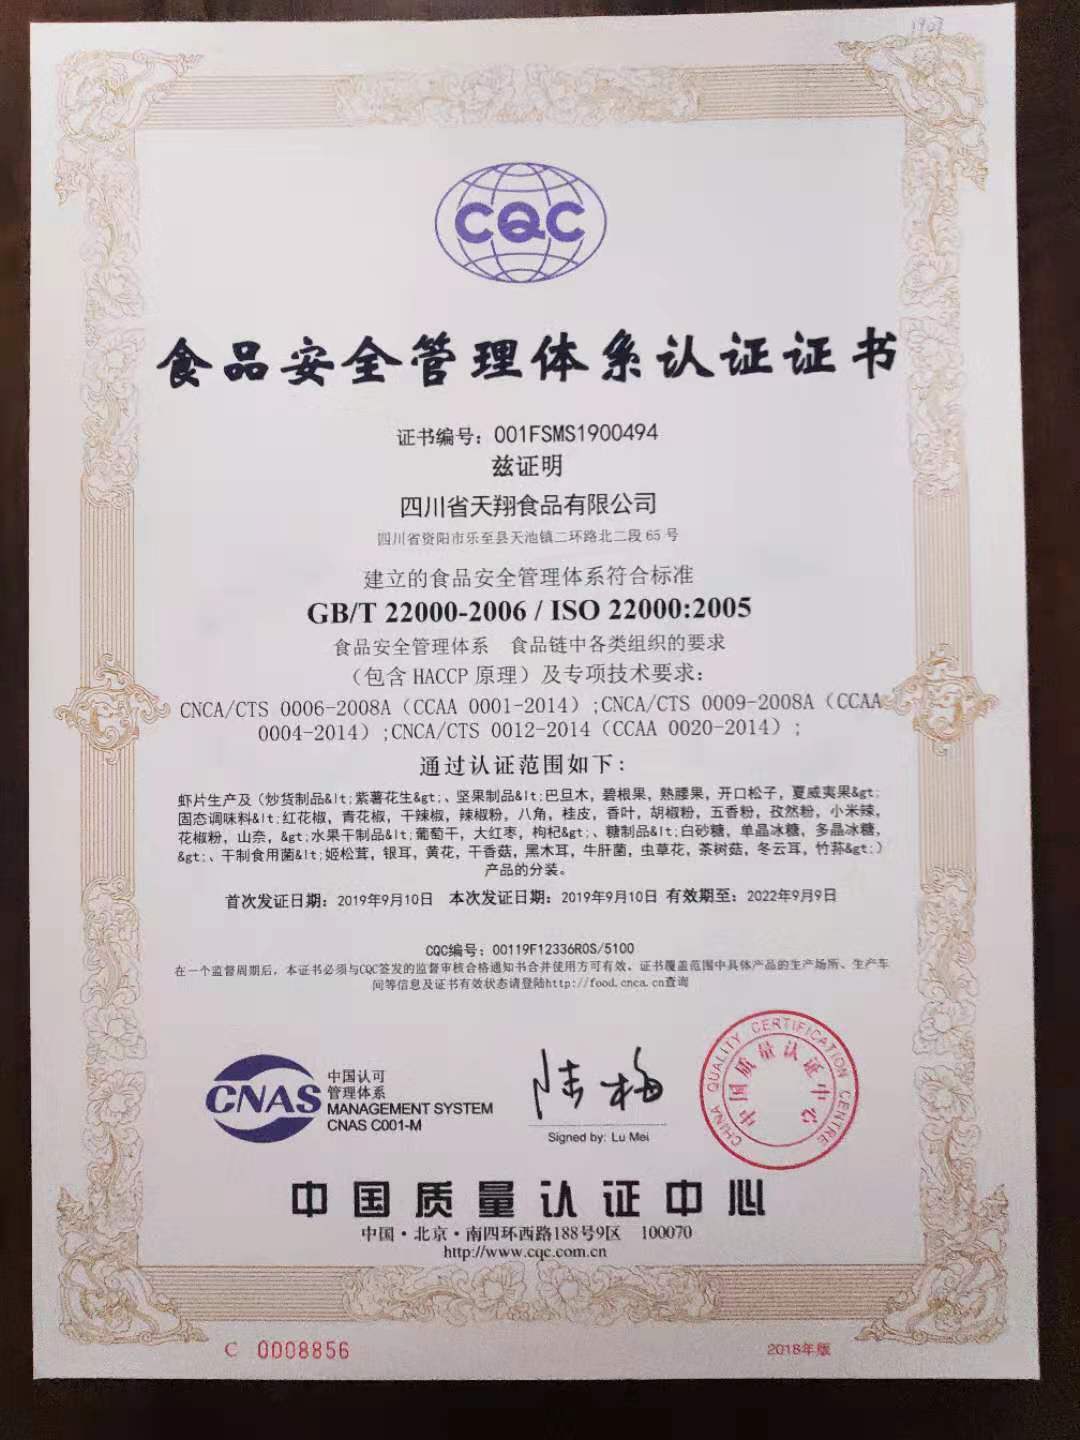 1907
CQC
食品安全管理体系认证证书
证书编号：001FSMS1900494
兹证明
四川省天翔食品有限公司
四川省资阳市乐至县天池镇二环路北二段 65 号
建立的食品安全管理体系符合标准
GB/T 22000-2006 / ISO 22000:2005
食品安全管理体系 食品链中各类组织的要求
（包含 HACCP 原理）及专项技术要求：
CNCA/CTS 0006-2008A（CCAA 0001-2014）;CNCA/CTS 0009-2008A（CCAA
0004-2014）;CNCA/CTS 0012-2014（CCAA 0020-2014）;
通过认证范围如下：
虾片生产及（炒货制品&lt;紫薯花生&gt;、坚果制品&lt;巴旦木，碧根果，熟腰果，开口松子，夏威夷果&gt;
固态调味料&lt;红花椒，青花椒，干辣椒，辣椒粉，八角，桂皮，香叶，胡椒粉，五香粉，孜然粉，小米辣，
花椒粉，山奈，&gt;水果干制品&lt;葡萄干，大红枣，枸杞&gt;、糖制品&lt;白砂糖，单晶冰糖，多晶冰糖，
&gt;、干制食用菌&lt;姬松茸，银耳，黄花，干香菇，黑木耳，牛肝菌，虫草花，茶树菇，冬云耳，竹荪&gt;）
产品的分装。
首次发证日期：2019年9月10日 本次发证日期：2019年9月10日 有效期至：2022年9月9日
CQC编号：00119F12336R0S/5100
在一个监督周期后，本证书必须与CQC签发的监督审核合格通知书合并使用方可有效。证书覆盖范围中具体产品的生产场所、生产车
间等信息及证书有效状态请登陆http://food.cnca.cn查询
CNAS
中国认可
管理体系
MANAGEMENT SYSTEM
CNAS C001-M
陆梅
Signed by: Lu Mei
CHINA QUALITY CERTIFICATION CENTRE
中国质量认证中心
中国质量认证中心
中国·北京·南四环西路188号9区 100070
http://www.cqc.com.cn
C 0008856
2018年版